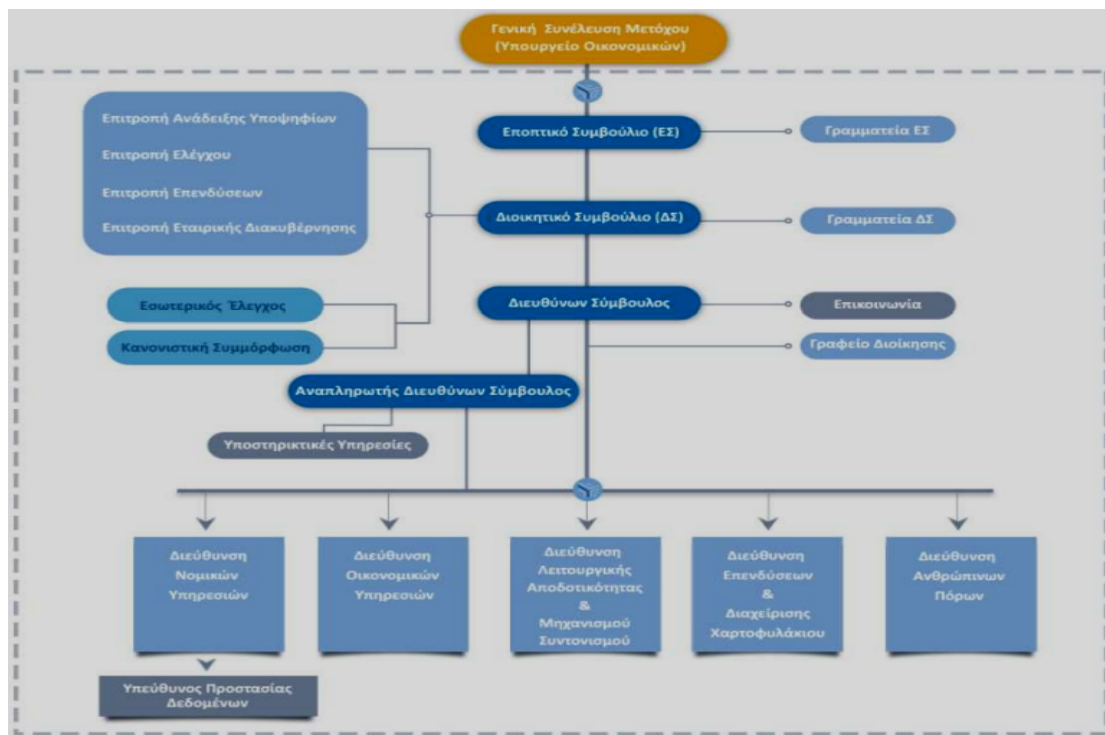 Γενική Συνέλευση Μετόχου
(Υπουργείο Οικονομικών)
Επιτροπή Ανάδειξης Υποψηφίων
Επιτροπή Ελέγχου
Επιτροπή Επενδύσεων
Επιτροπή Εταιρικής Διακυβέρνησης
Εποπτικό Συμβούλιο (ΕΣ)
Γραμματεία ΕΣ
Διοικητικό Συμβούλιο (ΔΣ)
Γραμματεία ΔΣ
Εσωτερικός Έλεγχος
Κανονιστική Συμμόρφωση
Διευθύνων Σύμβουλος
Επικοινωνία
Γραφείο Διοίκησης
Αναπληρωτής Διευθύνων Σύμβουλος
Υποστηρικτικές Υπηρεσίες
Διεύθυνση
Νομικών
Υπηρεσιών
Διεύθυνση
Οικονομικών
Υπηρεσιών
Διεύθυνση
Λειτουργικής
Αποδοτικότητας
&
Μηχανισμού
Συντονισμού
Διεύθυνση
Επενδύσεων
&
Διαχείρισης
Χαρτοφυλάκιου
Διεύθυνση
Ανθρώπινων
Πόρων
Υπεύθυνος Προστασίας
Δεδομένων